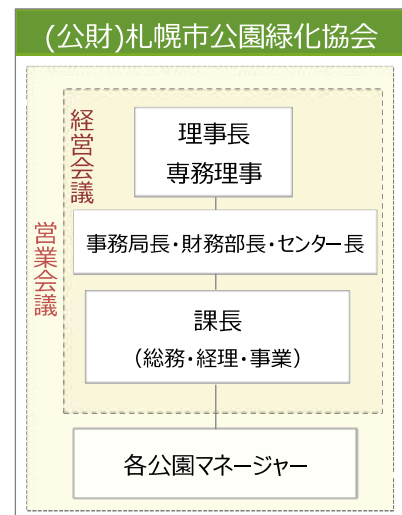 (公財)札幌市公園緑化協会
経営会議
理事長
専務理事
営業会議
事務局長・財務部長・センター長
課長
(総務・経理・事業)
各公園マネージャー